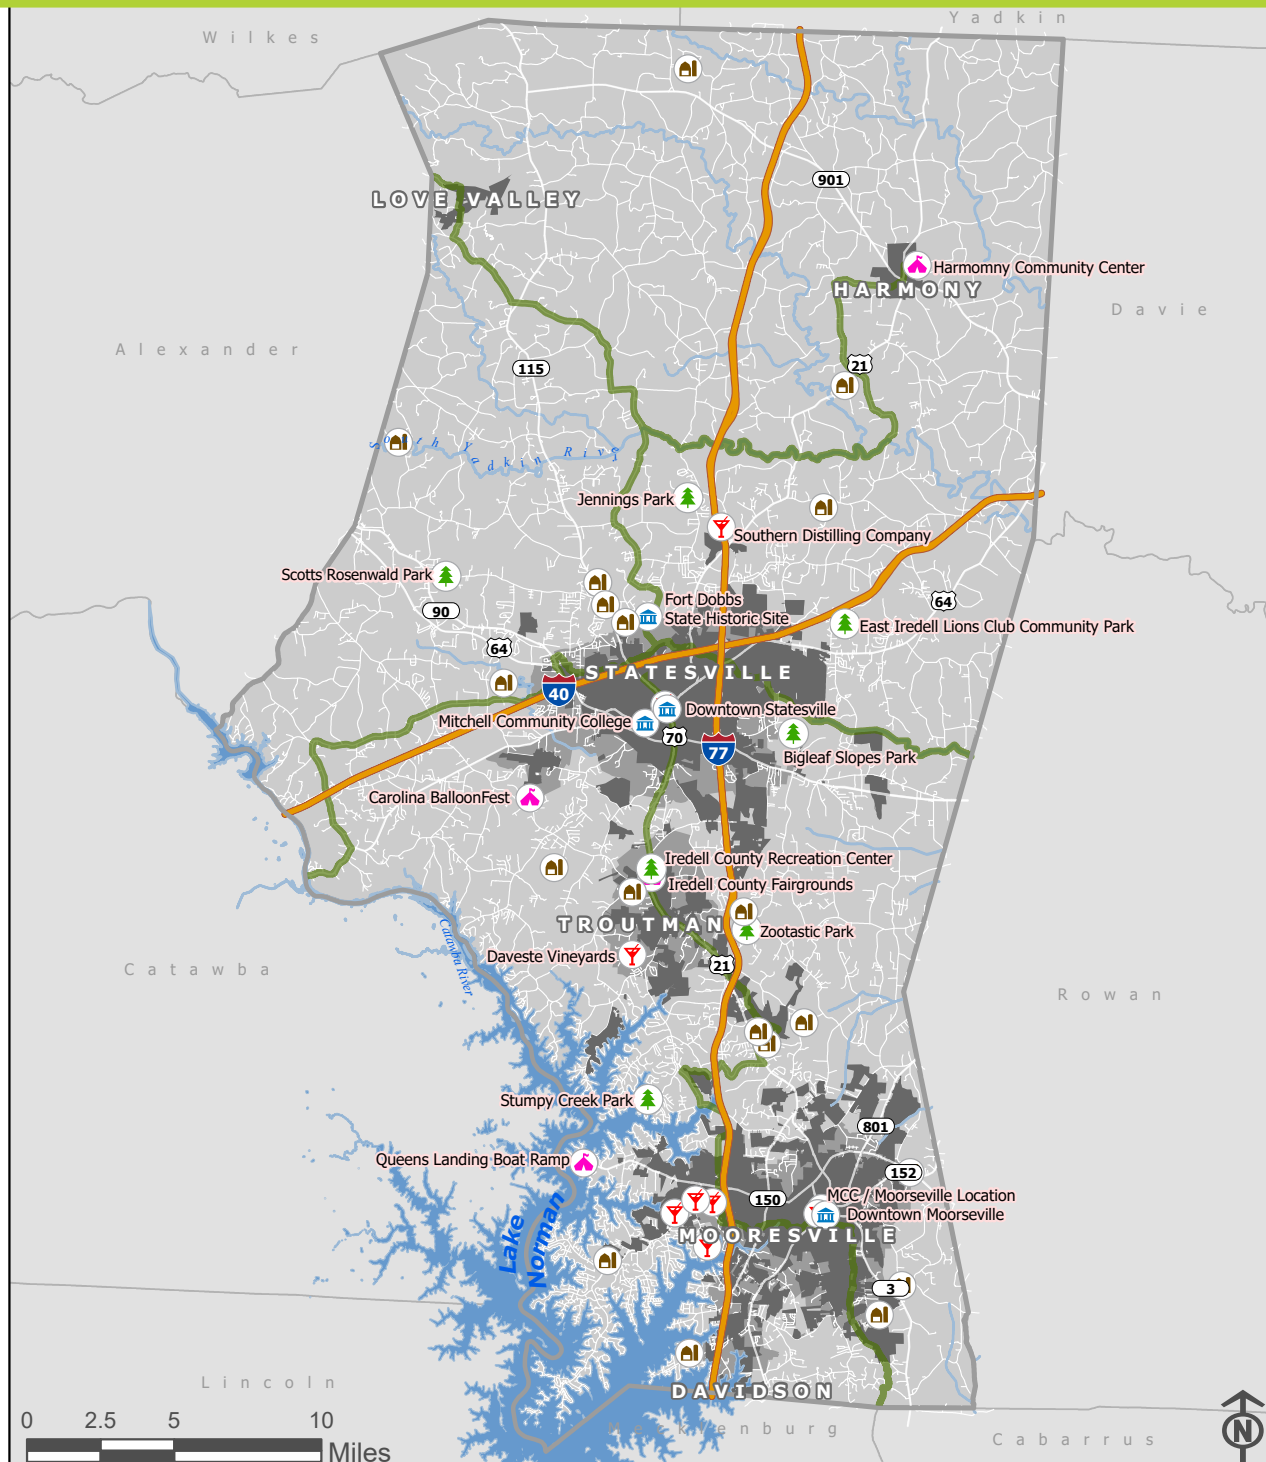 Yadkin
Wilkes
901
LOVE VALLEY
Harmomny Community Center
HARMONY
Davie
Alexander
21
115
South Yadkin River
Jennings Park
Southern Distilling Company
Scotts Rosenwald Park
90
Fort Dobbs
State Historic Site
64
East Iredell Lions Club Community Park
64
STATESVILLE
40
Downtown Statesville
Mitchell Community College
70
77
Bigleaf Slopes Park
Carolina BalloonFest
Iredell County Recreation Center
Iredell County Fairgrounds
TROUTMAN
Zootastic Park
Catawba River
Daveste Vineyards
21
Catawba
Rowan
Stumpy Creek Park
801
Queens Landing Boat Ramp
152
150
MCC / Moorseville Location
Downtown Moorseville
MOORESVILLE
Lake
Norman
3
Lincoln
DAVIDSON
Mecklenburg
Cabarrus
0 2.5 5 10
Miles
N